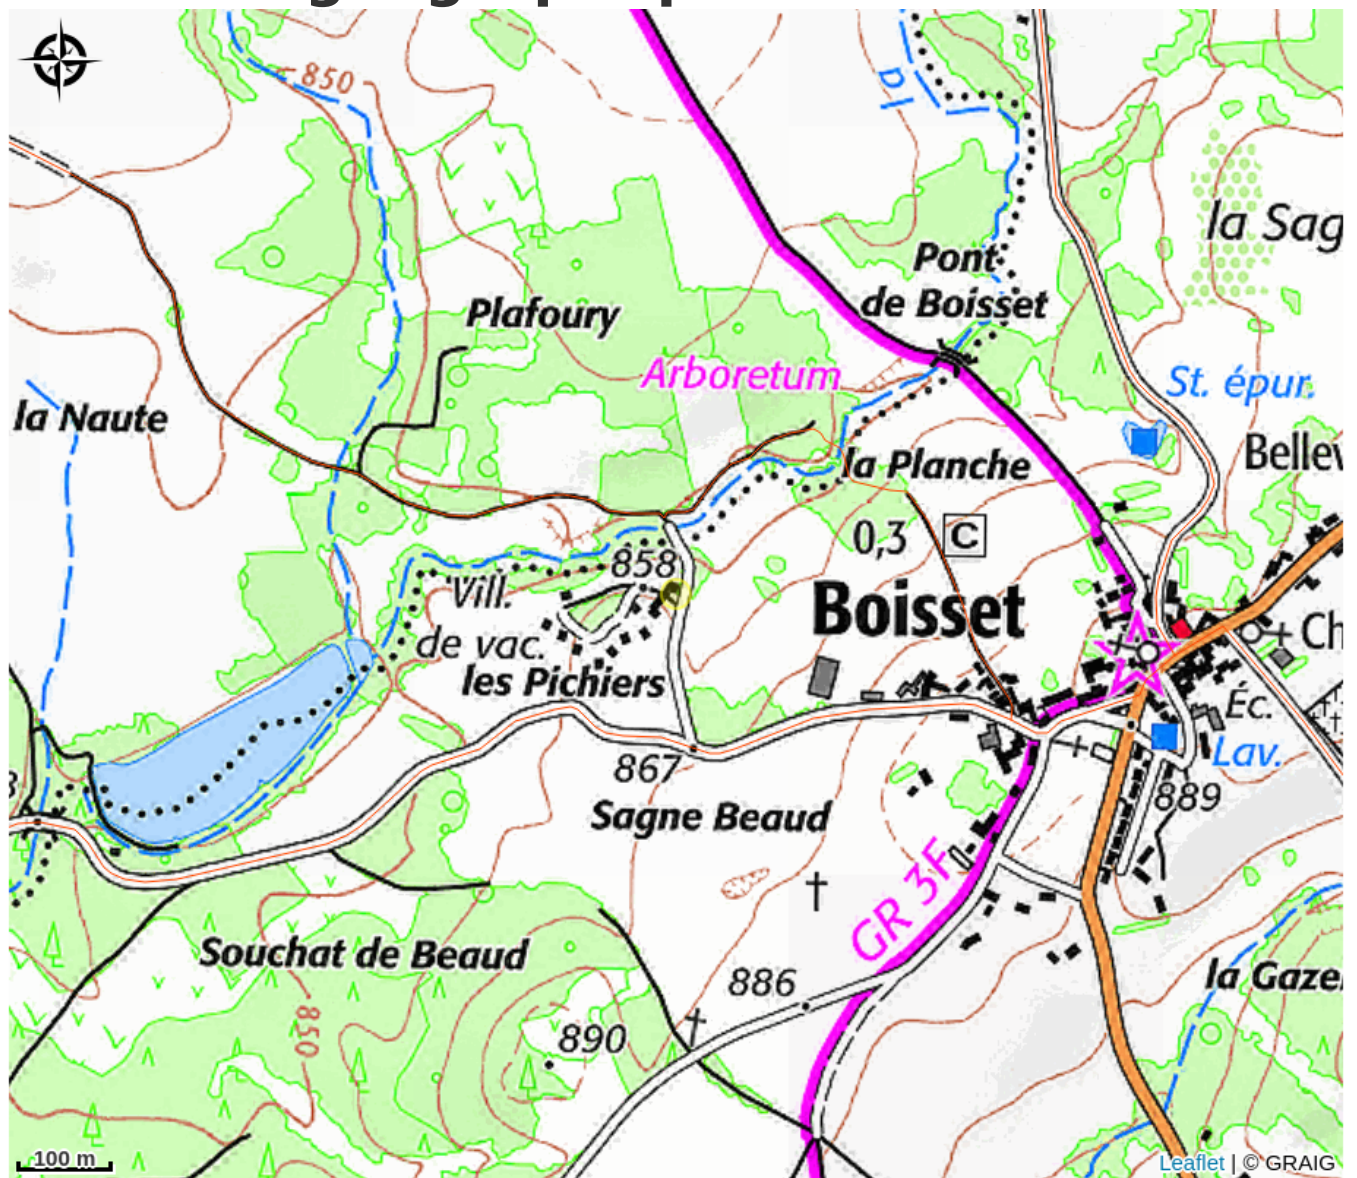 850
D1
la Sag
Pont
de Boisset
Plafoury
Arboretum
St. épur.
la Naute
la Planche
Bellev
0,3
C
858
Vill.
de vac.
les Pichiers
Boisset
Ch
Éc.
Lav.
867
889
Sagne Beaud
GR 3F
Souchat de Beaud
886
la Gaze
850
890
100 m
Leaflet | © GRAIG